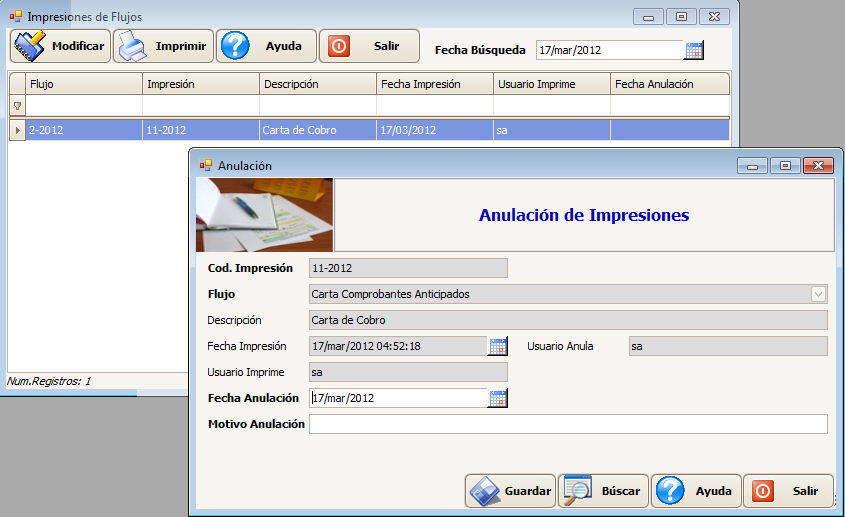 Impresiones de Flujos
Modificar Imprimir Ayuda Salir Fecha Búsqueda 17/mar/2012
Flujo Impresión Descripción Fecha Impresión Usuario Imprime Fecha Anulación
2-2012 11-2012 Carta de Cobro 17/03/2012 sa
Num.Registros: 1
Anulación
Anulación de Impresiones
Cod. Impresión 11-2012
Flujo Carta Comprobantes Anticipados
Descripción Carta de Cobro
Fecha Impresión 17/mar/2012 04:52:18 Usuario Anula sa
Usuario Imprime sa
Fecha Anulación 17/mar/2012
Motivo Anulación
Guardar Búscar Ayuda Salir